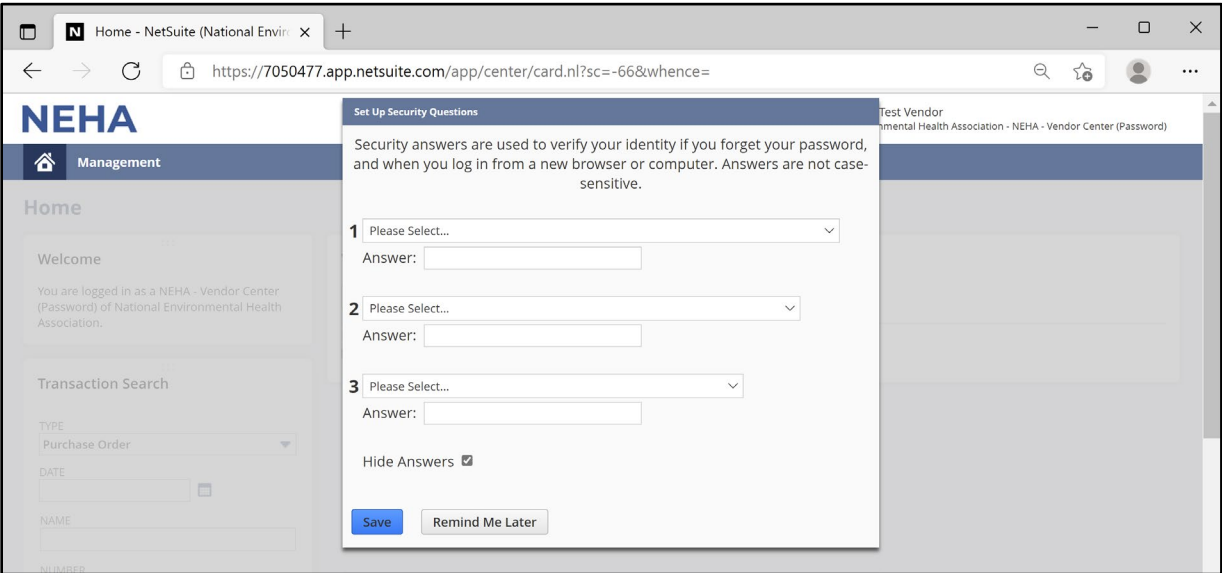 Home - NetSuite (National Enviro
https://7050477.app.netsuite.com/app/center/card.nl?sc=-66&whence=
NEHA
Test Vendor
nmental Health Association - NEHA - Vendor Center (Password)
Management
Home
Welcome
You are logged in as a NEHA - Vendor Center
(Password) of National Environmental Health
Association.
Transaction Search
TYPE
Purchase Order
DATE
NAME
NUMBER
Set Up Security Questions
Security answers are used to verify your identity if you forget your password,
and when you log in from a new browser or computer. Answers are not case-
sensitive.
1 Please Select...
Answer:
2 Please Select...
Answer:
3 Please Select...
Answer:
Hide Answers
Save Remind Me Later